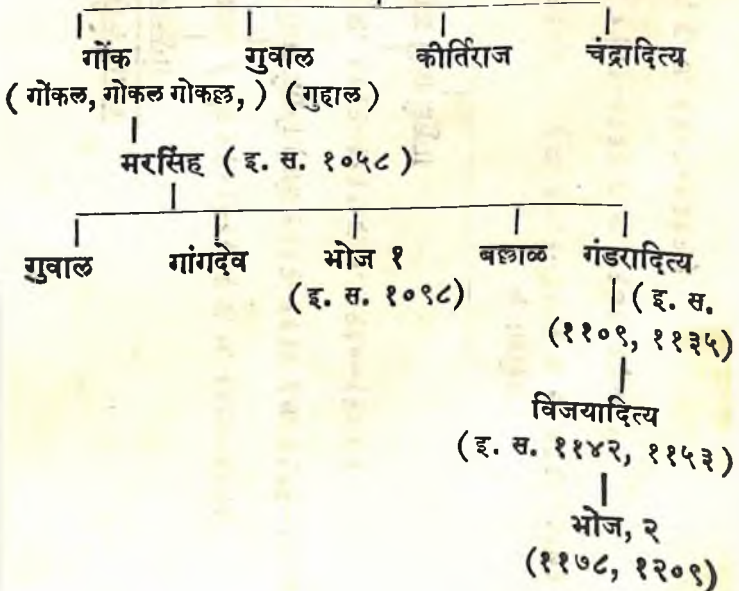 गोंक गुवाल कीर्तिराज चंद्रादित्य
( गोंकल, गोकल गोकल्ल, ) ( गुहाल )
मरसिंह ( इ. स. १०५८ )
गुवाल गांगदेव भोज १ बल्लाळ गंडरादित्य
( इ. स. १०९८) ( इ. स.
(११०९, ११३५)
विजयादित्य
( इ. स. ११४२, ११५३)
भोज, २
(११७८, १२०९)